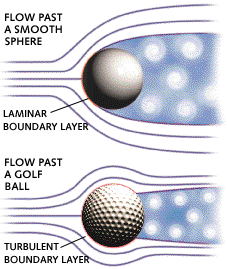 FLOW PAST
A SMOOTH
SPHERE
LAMINAR
BOUNDARY LAYER
FLOW PAST
A GOLF
BALL
TURBULENT
BOUNDARY LAYER